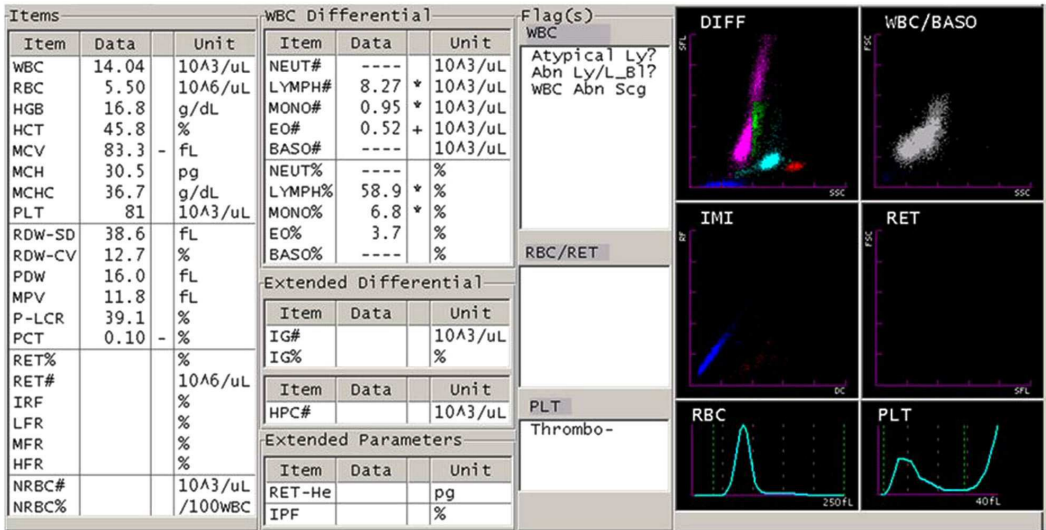 Items
Item Data Unit
WBC 14.04 10^3/uL
RBC 5.50 10^6/uL
HGB 16.8 g/dL
HCT 45.8 %
MCV 83.3 - fL
MCH 30.5 pg
MCHC 36.7 g/dL
PLT 81 10^3/uL
RDW-SD 38.6 fL
RDW-CV 12.7 %
PDW 16.0 fL
MPV 11.8 fL
P-LCR 39.1 %
PCT 0.10 - %
RET% %
RET# 10^6/uL
IRF %
LFR %
MFR %
HFR %
NRBC# 10^3/uL
NRBC% /100WBC
WBC Differential
Item Data Unit
NEUT# ---- 10^3/uL
LYMPH# 8.27 * 10^3/uL
MONO# 0.95 * 10^3/uL
EO# 0.52 + 10^3/uL
BASO# ---- 10^3/uL
NEUT% ---- %
LYMPH% 58.9 * %
MONO% 6.8 * %
EO% 3.7 %
BASO% ---- %
Extended Differential
Item Data Unit
IG# 10^3/uL
IG% %
Item Data Unit
HPC# 10^3/uL
Extended Parameters
Item Data Unit
RET-He pg
IPF %
Flag(s)
WBC
Atypical Ly?
Abn Ly/L_Bl?
WBC Abn Scg
RBC/RET
PLT
Thrombo-
DIFF
SFL
SSC
WBC/BASO
FSC
SSC
IMI
RF
DC
RET
FSC
SFL
RBC
250fL
PLT
40fL